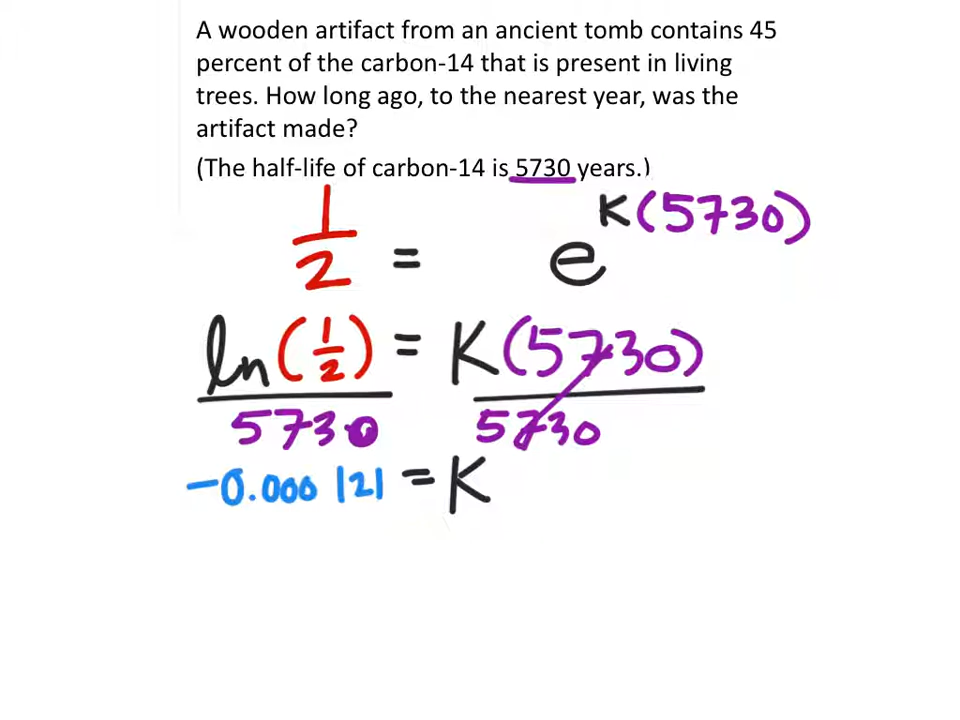 A wooden artifact from an ancient tomb contains 45
percent of the carbon-14 that is present in living
trees. How long ago, to the nearest year, was the
artifact made?
(The half-life of carbon-14 is 5730 years.)
1/2 = e^K(5730)
ln(1/2) = K(5730)
5730 5730
-0.000121 = K